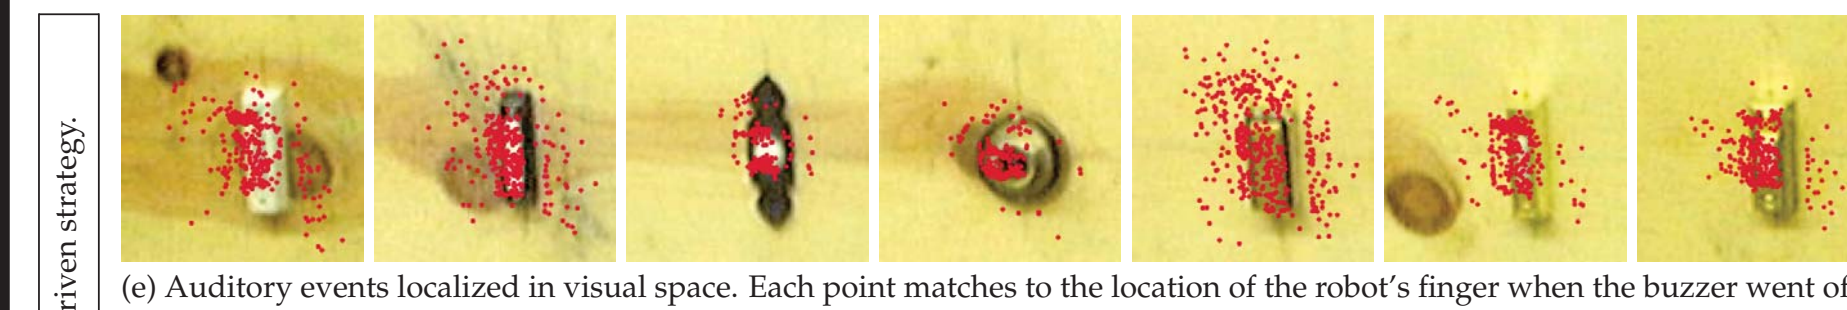 riven strategy.
(e) Auditory events localized in visual space. Each point matches to the location of the robot's finger when the buzzer went of